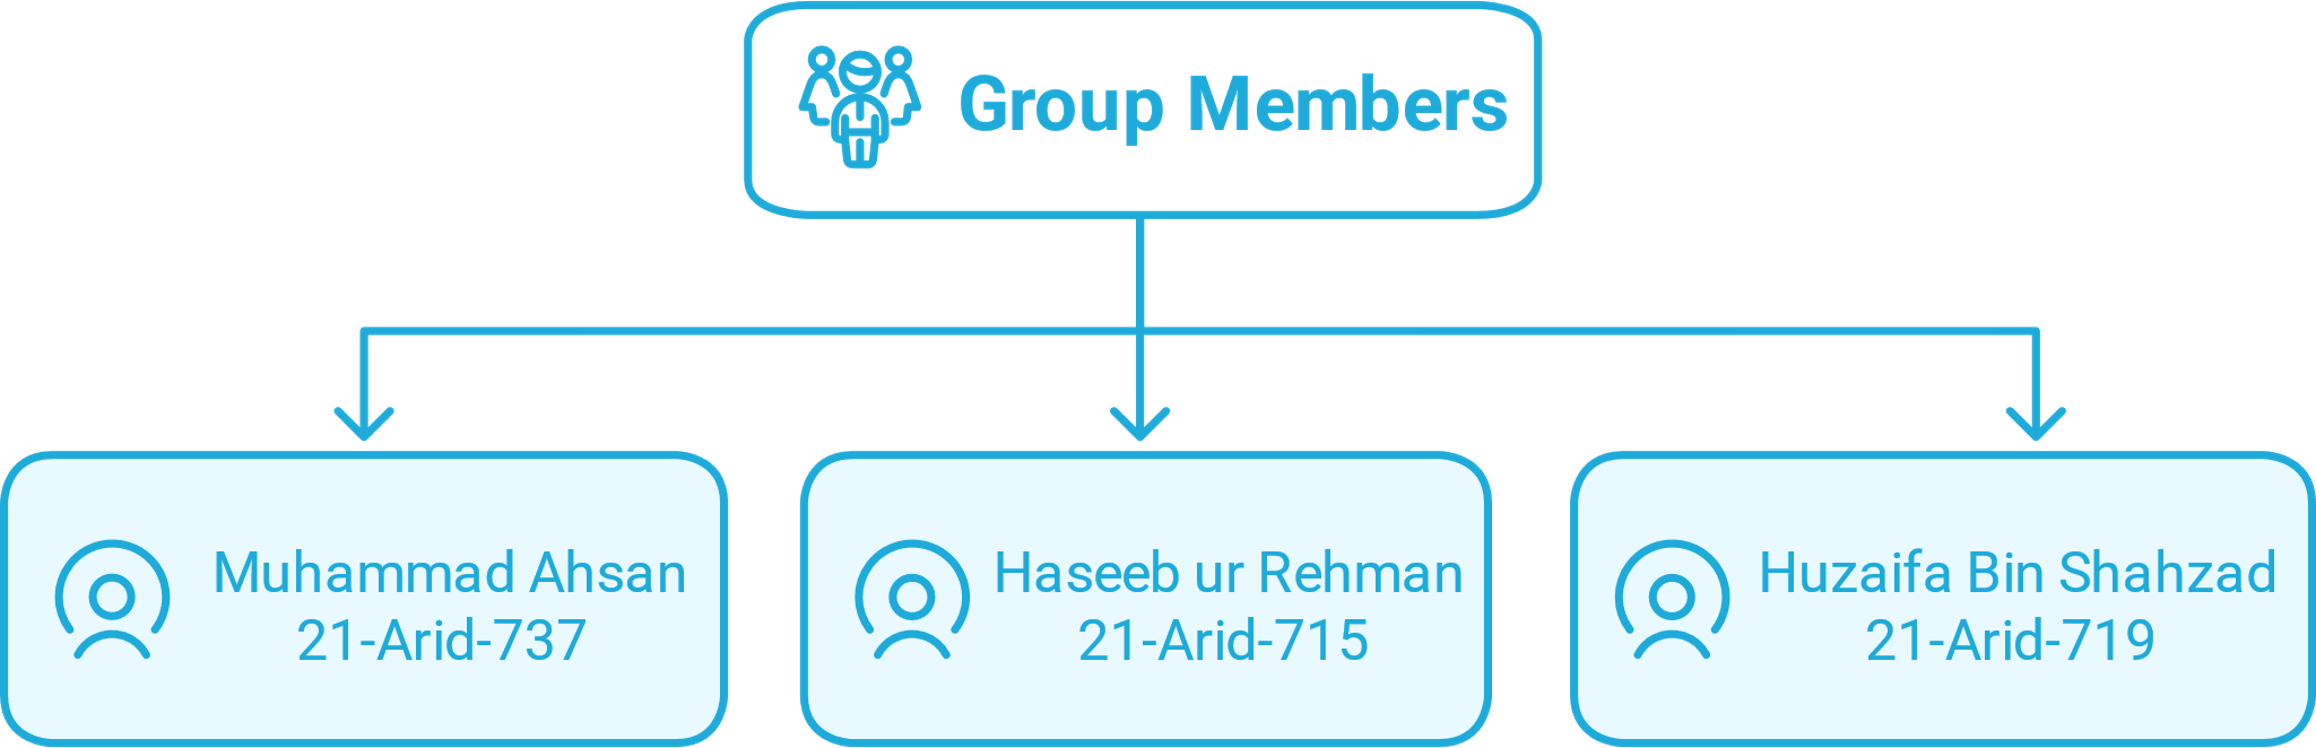 Group Members
Muhammad Ahsan
21-Arid-737
Haseeb ur Rehman
21-Arid-715
Huzaifa Bin Shahzad
21-Arid-719